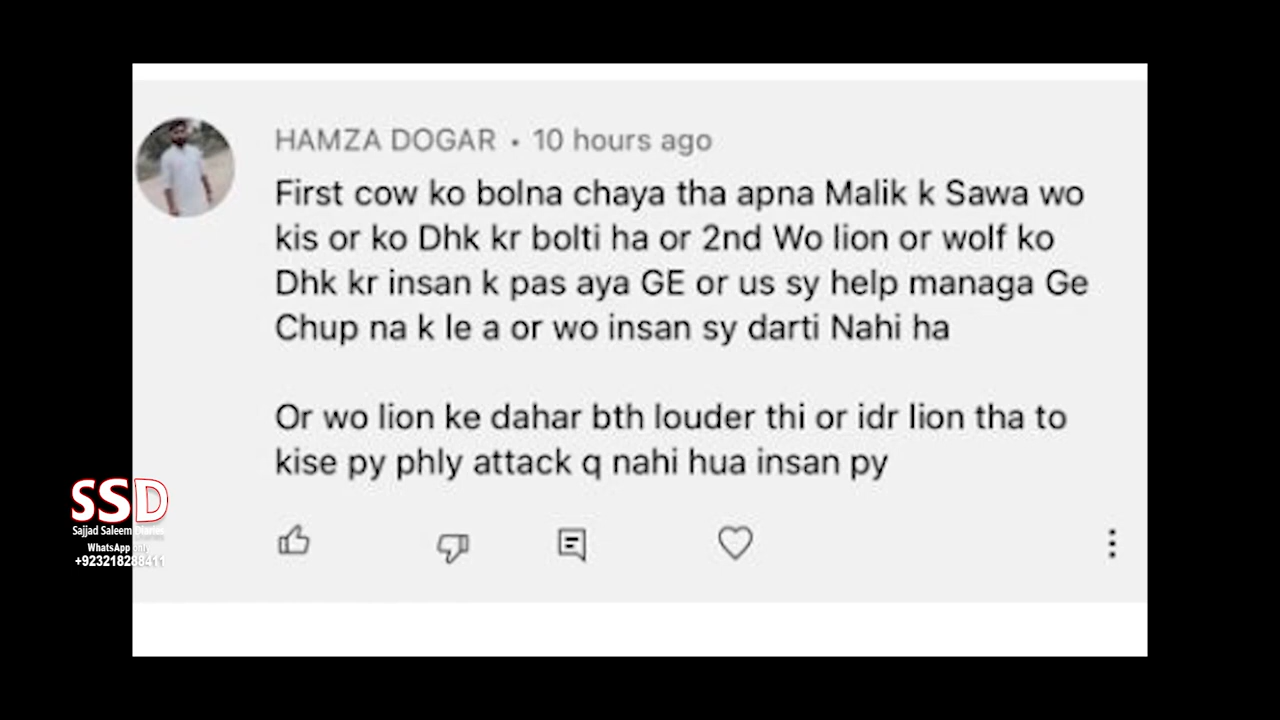 HAMZA DOGAR • 10 hours ago
First cow ko bolna chaya tha apna Malik k Sawa wo
kis or ko Dhk kr bolti ha or 2nd Wo lion or wolf ko
Dhk kr insan k pas aya GE or us sy help managa Ge
Chup na k le a or wo insan sy darti Nahi ha
Or wo lion ke dahar bth louder thi or idr lion tha to
kise py phly attack q nahi hua insan py
SSD
Sajjad Saleem Diaries
WhatsApp only
+923218288411